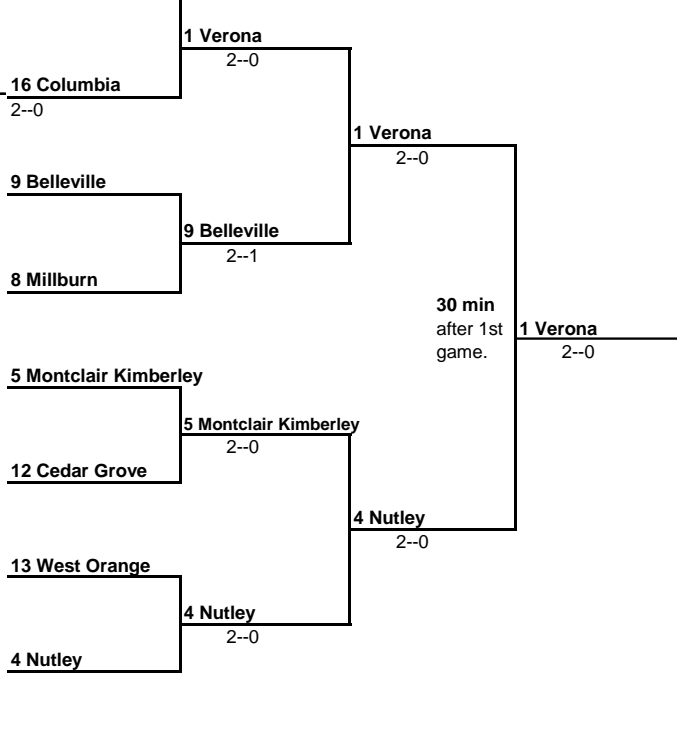 1 Verona
2--0
16 Columbia
2--0
1 Verona
2--0
9 Belleville
9 Belleville
2--1
8 Millburn
30 min
after 1st
game.
1 Verona
2--0
5 Montclair Kimberley
5 Montclair Kimberley
2--0
12 Cedar Grove
4 Nutley
2--0
13 West Orange
4 Nutley
2--0
4 Nutley